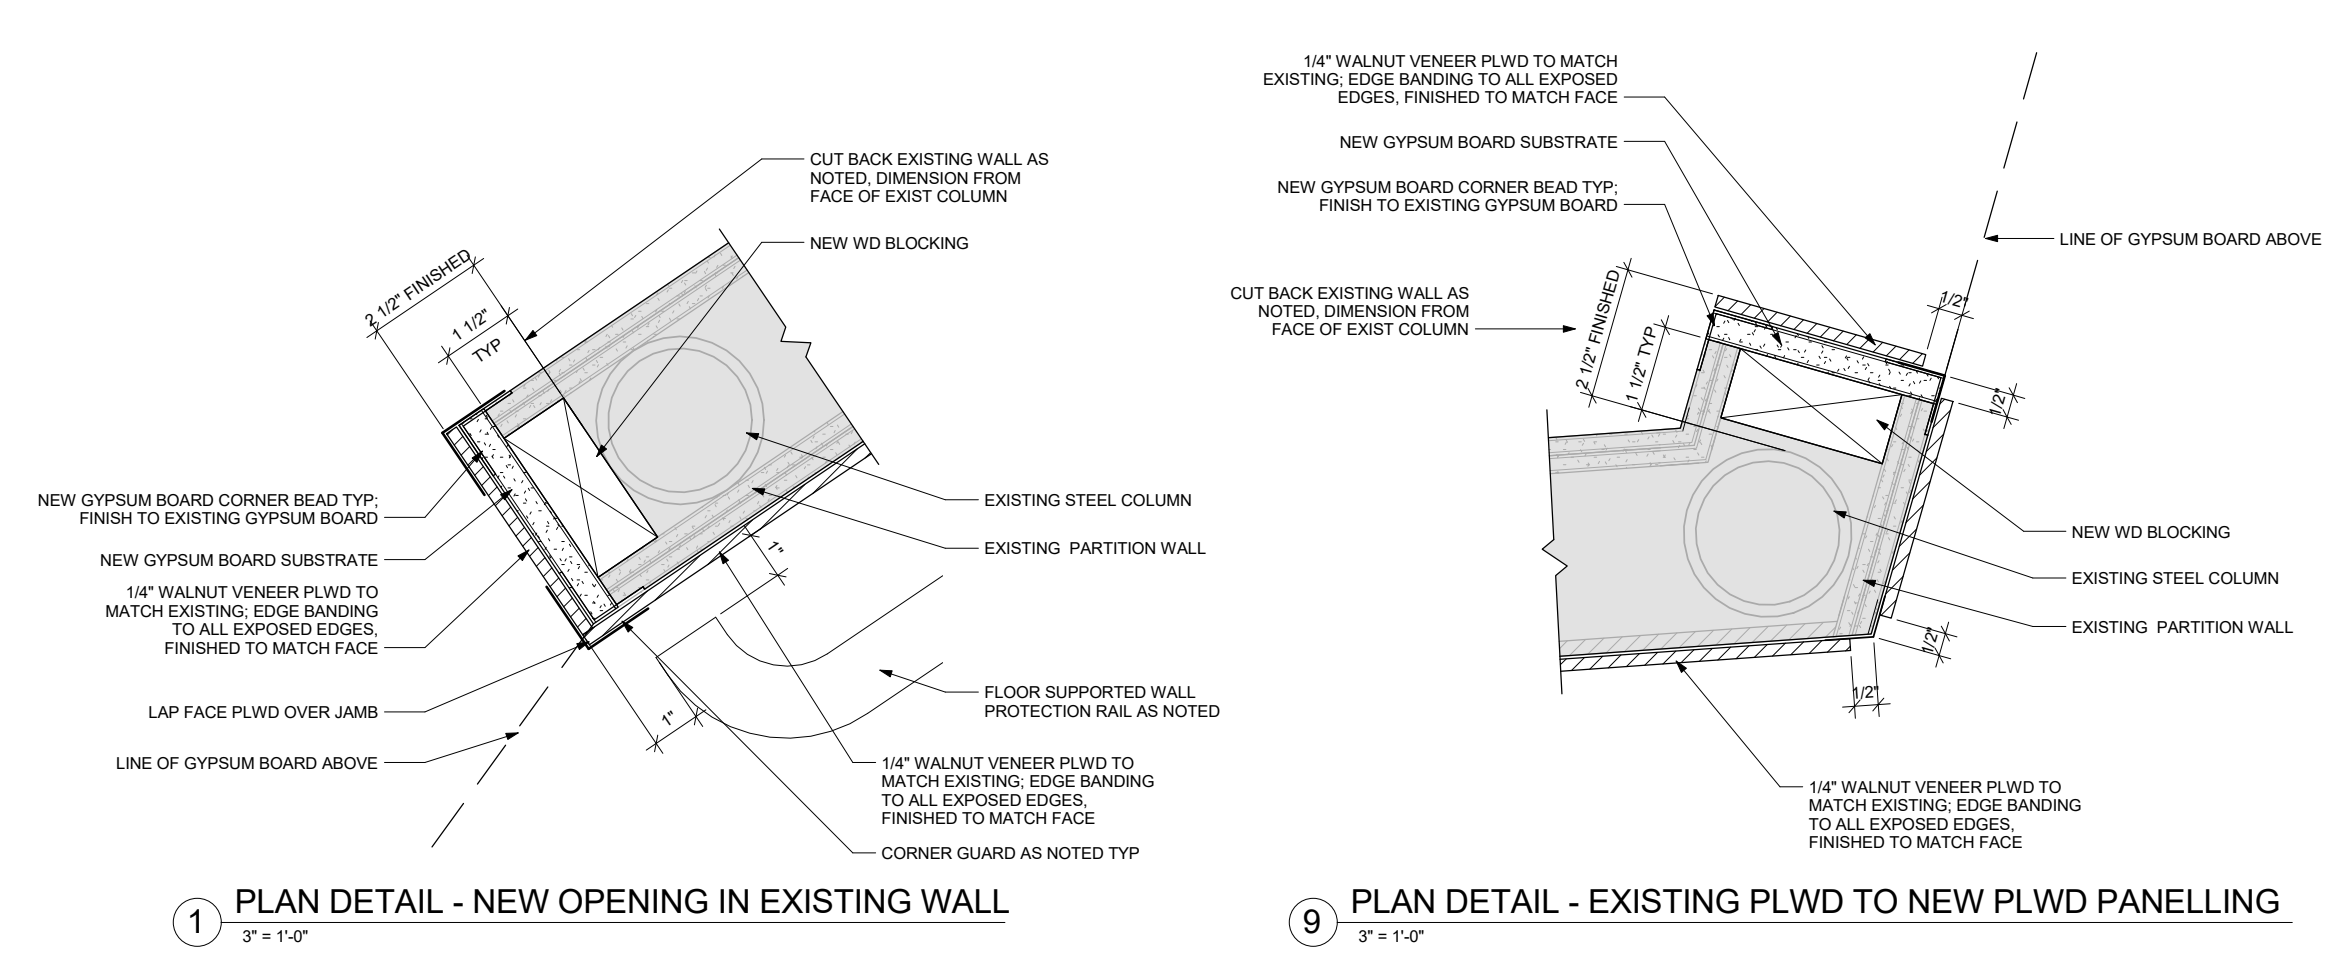 CUT BACK EXISTING WALL AS
NOTED, DIMENSION FROM
FACE OF EXIST COLUMN
NEW WD BLOCKING
2 1/2" FINISHED
1 1/2"
TYP
NEW GYPSUM BOARD CORNER BEAD TYP;
FINISH TO EXISTING GYPSUM BOARD
NEW GYPSUM BOARD SUBSTRATE
1/4" WALNUT VENEER PLWD TO
MATCH EXISTING; EDGE BANDING
TO ALL EXPOSED EDGES,
FINISHED TO MATCH FACE
LAP FACE PLWD OVER JAMB
LINE OF GYPSUM BOARD ABOVE
EXISTING STEEL COLUMN
EXISTING PARTITION WALL
1"
1"
FLOOR SUPPORTED WALL
PROTECTION RAIL AS NOTED
1/4" WALNUT VENEER PLWD TO
MATCH EXISTING; EDGE BANDING
TO ALL EXPOSED EDGES,
FINISHED TO MATCH FACE
CORNER GUARD AS NOTED TYP
1
PLAN DETAIL - NEW OPENING IN EXISTING WALL
3" = 1'-0"
1/4" WALNUT VENEER PLWD TO MATCH
EXISTING; EDGE BANDING TO ALL EXPOSED
EDGES, FINISHED TO MATCH FACE
NEW GYPSUM BOARD SUBSTRATE
NEW GYPSUM BOARD CORNER BEAD TYP;
FINISH TO EXISTING GYPSUM BOARD
LINE OF GYPSUM BOARD ABOVE
CUT BACK EXISTING WALL AS
NOTED, DIMENSION FROM
FACE OF EXIST COLUMN
2 1/2" FINISHED
1 1/2" TYP
1/2"
1/2"
NEW WD BLOCKING
EXISTING STEEL COLUMN
EXISTING PARTITION WALL
1/2"
1/2"
1/4" WALNUT VENEER PLWD TO
MATCH EXISTING; EDGE BANDING
TO ALL EXPOSED EDGES,
FINISHED TO MATCH FACE
9
PLAN DETAIL - EXISTING PLWD TO NEW PLWD PANELLING
3" = 1'-0"